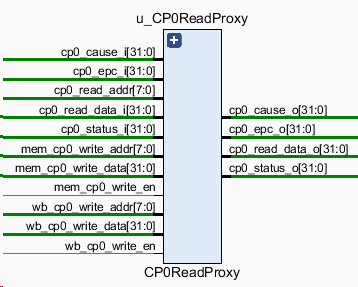 u_CP0ReadProxy
cp0_cause_i[31:0]
cp0_epc_i[31:0]
cp0_read_addr[7:0]
cp0_read_data_i[31:0]
cp0_status_i[31:0]
mem_cp0_write_addr[7:0]
mem_cp0_write_data[31:0]
mem_cp0_write_en
wb_cp0_write_addr[7:0]
wb_cp0_write_data[31:0]
wb_cp0_write_en
cp0_cause_o[31:0]
cp0_epc_o[31:0]
cp0_read_data_o[31:0]
cp0_status_o[31:0]
CP0ReadProxy